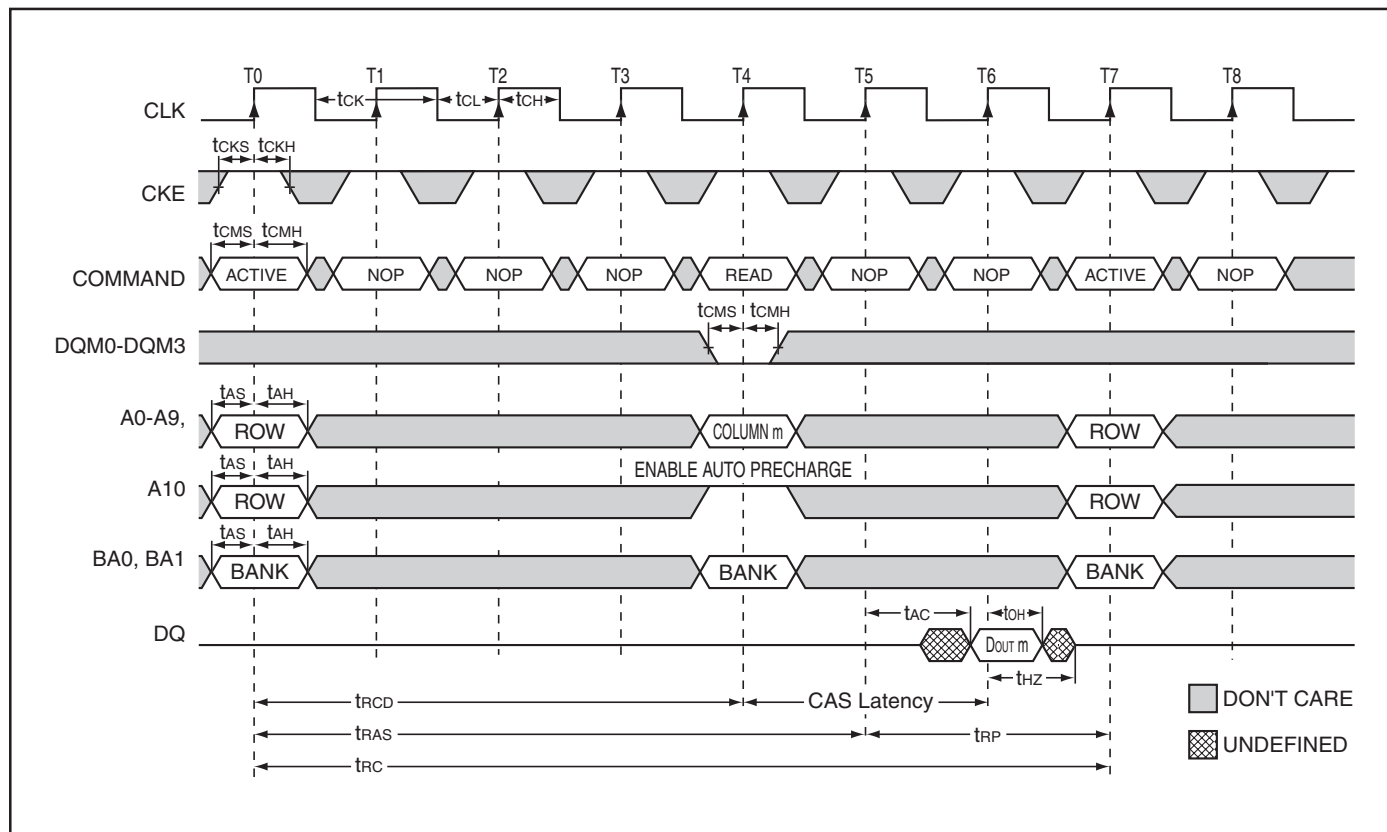 T0 T1 T2 T3 T4 T5 T6 T7 T8
CLK tCK tCL tCH
tCKS tCKH
CKE
tCMS tCMH
COMMAND ACTIVE NOP NOP NOP READ NOP NOP ACTIVE NOP
tCMS tCMH
DQM0-DQM3
tAS tAH
A0-A9, ROW COLUMN m ROW
tAS tAH ENABLE AUTO PRECHARGE
A10 ROW ROW
tAS tAH
BA0, BA1 BANK BANK BANK
tAC tOH
DQ DOUT m
tHZ
tRCD CAS Latency
DON'T CARE
tRAS tRP
UNDEFINED
tRC